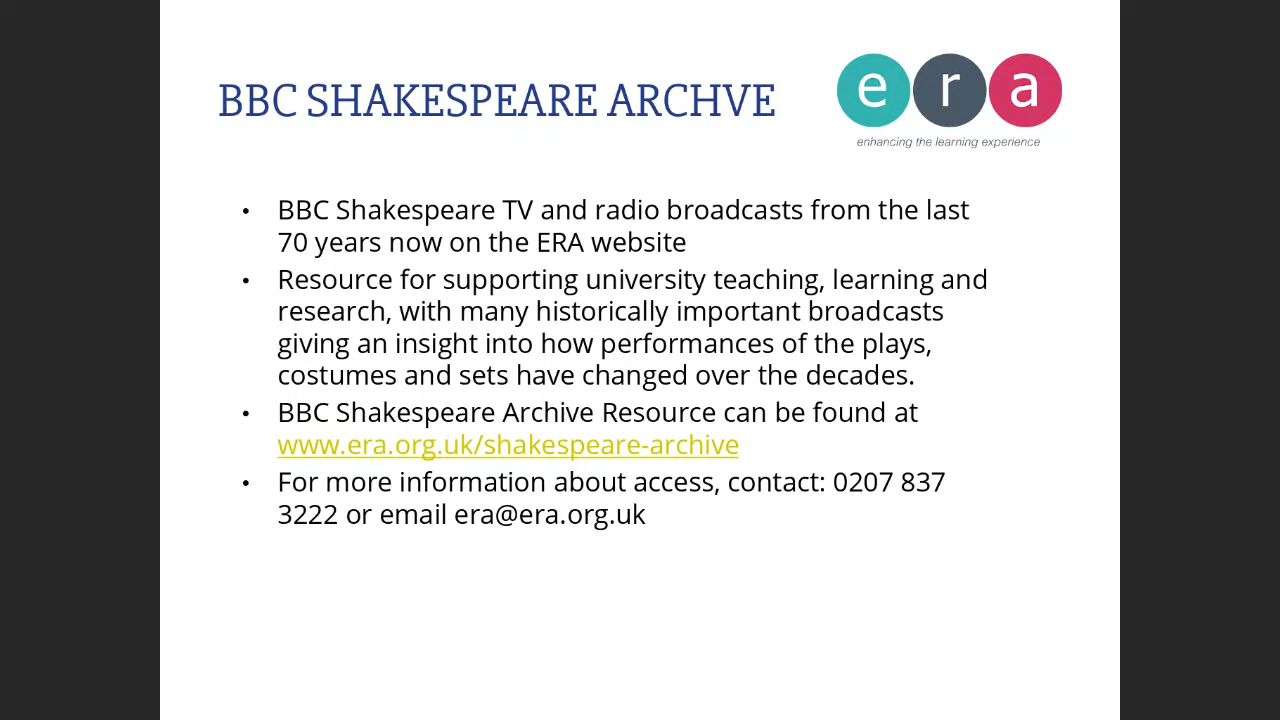 BBC SHAKESPEARE ARCHVE
era
enhancing the learning experience
• BBC Shakespeare TV and radio broadcasts from the last
70 years now on the ERA website
• Resource for supporting university teaching, learning and
research, with many historically important broadcasts
giving an insight into how performances of the plays,
costumes and sets have changed over the decades.
• BBC Shakespeare Archive Resource can be found at
www.era.org.uk/shakespeare-archive
• For more information about access, contact: 0207 837
3222 or email era@era.org.uk